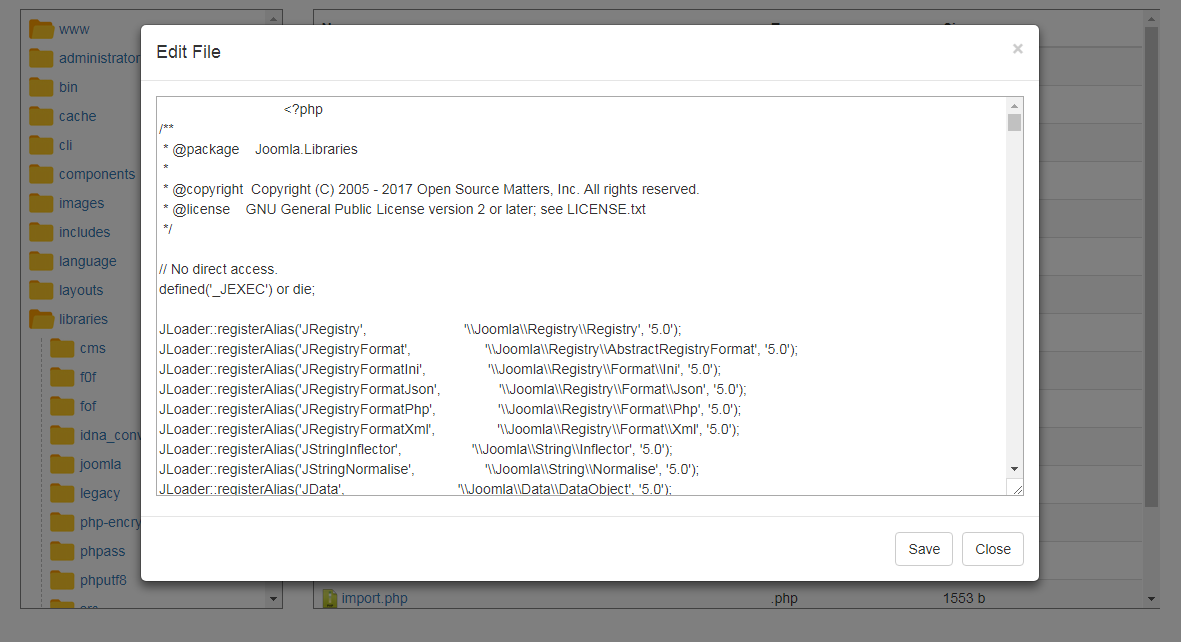 www
administrator
bin
cache
cli
components
images
includes
language
layouts
libraries
cms
f0f
fof
idna_conv
joomla
legacy
php-encry
phpass
phputf8
Edit File
×
<?php
/**
 * @package    Joomla.Libraries
 *
 * @copyright  Copyright (C) 2005 - 2017 Open Source Matters, Inc. All rights reserved.
 * @license    GNU General Public License version 2 or later; see LICENSE.txt
 */
// No direct access.
defined('_JEXEC') or die;
JLoader::registerAlias('JRegistry', '\\Joomla\\Registry\\Registry', '5.0');
JLoader::registerAlias('JRegistryFormat', '\\Joomla\\Registry\\AbstractRegistryFormat', '5.0');
JLoader::registerAlias('JRegistryFormatIni', '\\Joomla\\Registry\\Format\\Ini', '5.0');
JLoader::registerAlias('JRegistryFormatJson', '\\Joomla\\Registry\\Format\\Json', '5.0');
JLoader::registerAlias('JRegistryFormatPhp', '\\Joomla\\Registry\\Format\\Php', '5.0');
JLoader::registerAlias('JRegistryFormatXml', '\\Joomla\\Registry\\Format\\Xml', '5.0');
JLoader::registerAlias('JStringInflector', '\\Joomla\\String\\Inflector', '5.0');
JLoader::registerAlias('JStringNormalise', '\\Joomla\\String\\Normalise', '5.0');
JLoader::registerAlias('JData', '\\Joomla\\Data\\DataObject', '5.0');
Save Close
import.php .php 1553 b